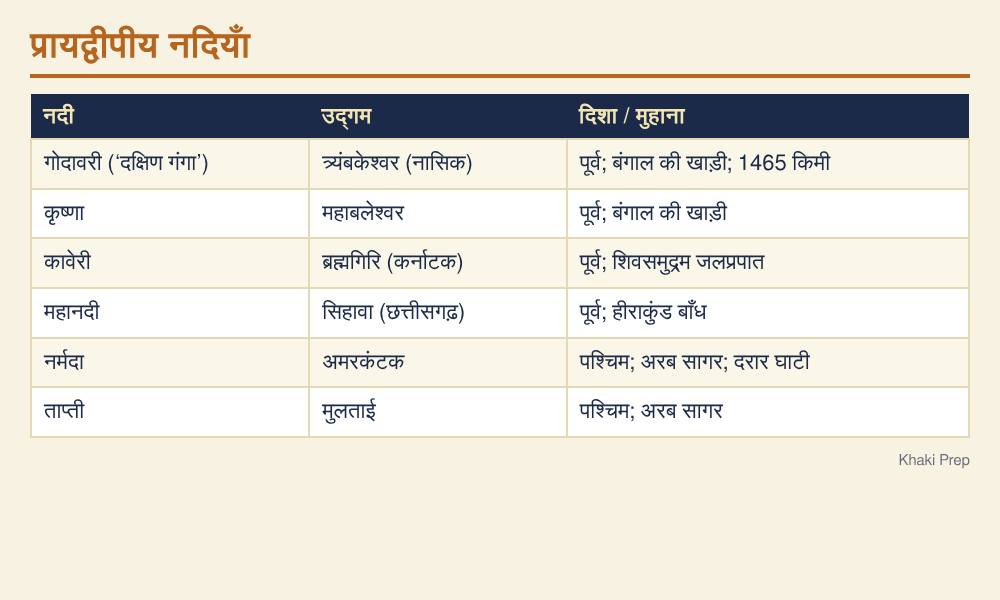 प्रायद्वीपीय नदियाँ
नदी उद्‌गम दिशा / मुहाना
गोदावरी (‘दक्षिण गंगा’) त्र्यंबकेश्वर (नासिक) पूर्व; बंगाल की खाड़ी; 1465 किमी
कृष्णा महाबलेश्वर पूर्व; बंगाल की खाड़ी
कावेरी ब्रह्मगिरि (कर्नाटक) पूर्व; शिवसमुद्रम जलप्रपात
महानदी सिहावा (छत्तीसगढ़) पूर्व; हीराकुंड बाँध
नर्मदा अमरकंटक पश्चिम; अरब सागर; दरार घाटी
ताप्ती मुलताई पश्चिम; अरब सागर
Khaki Prep